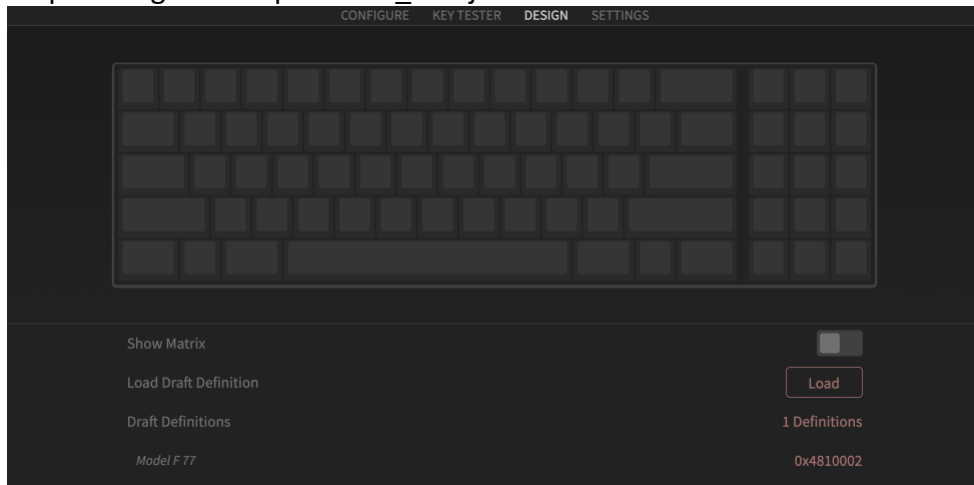 CONFIGURE KEY TESTER DESIGN SETTINGS
Show Matrix
Load Draft Definition Load
Draft Definitions 1 Definitions
Model F 77 0x4810002